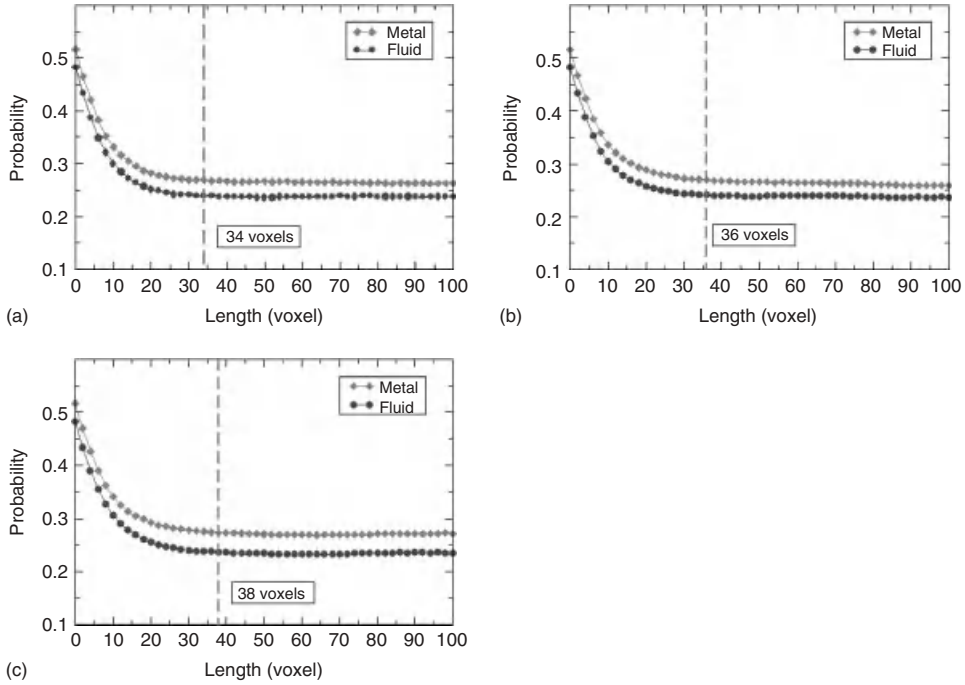 Metal
Fluid
0.5
0.4
0.3
0.2
0.1
Probability
34 voxels
0 10 20 30 40 50 60 70 80 90 100
Length (voxel)
(a)
Metal
Fluid
0.5
0.4
0.3
0.2
0.1
Probability
36 voxels
0 10 20 30 40 50 60 70 80 90 100
Length (voxel)
(b)
Metal
Fluid
0.5
0.4
0.3
0.2
0.1
Probability
38 voxels
0 10 20 30 40 50 60 70 80 90 100
Length (voxel)
(c)